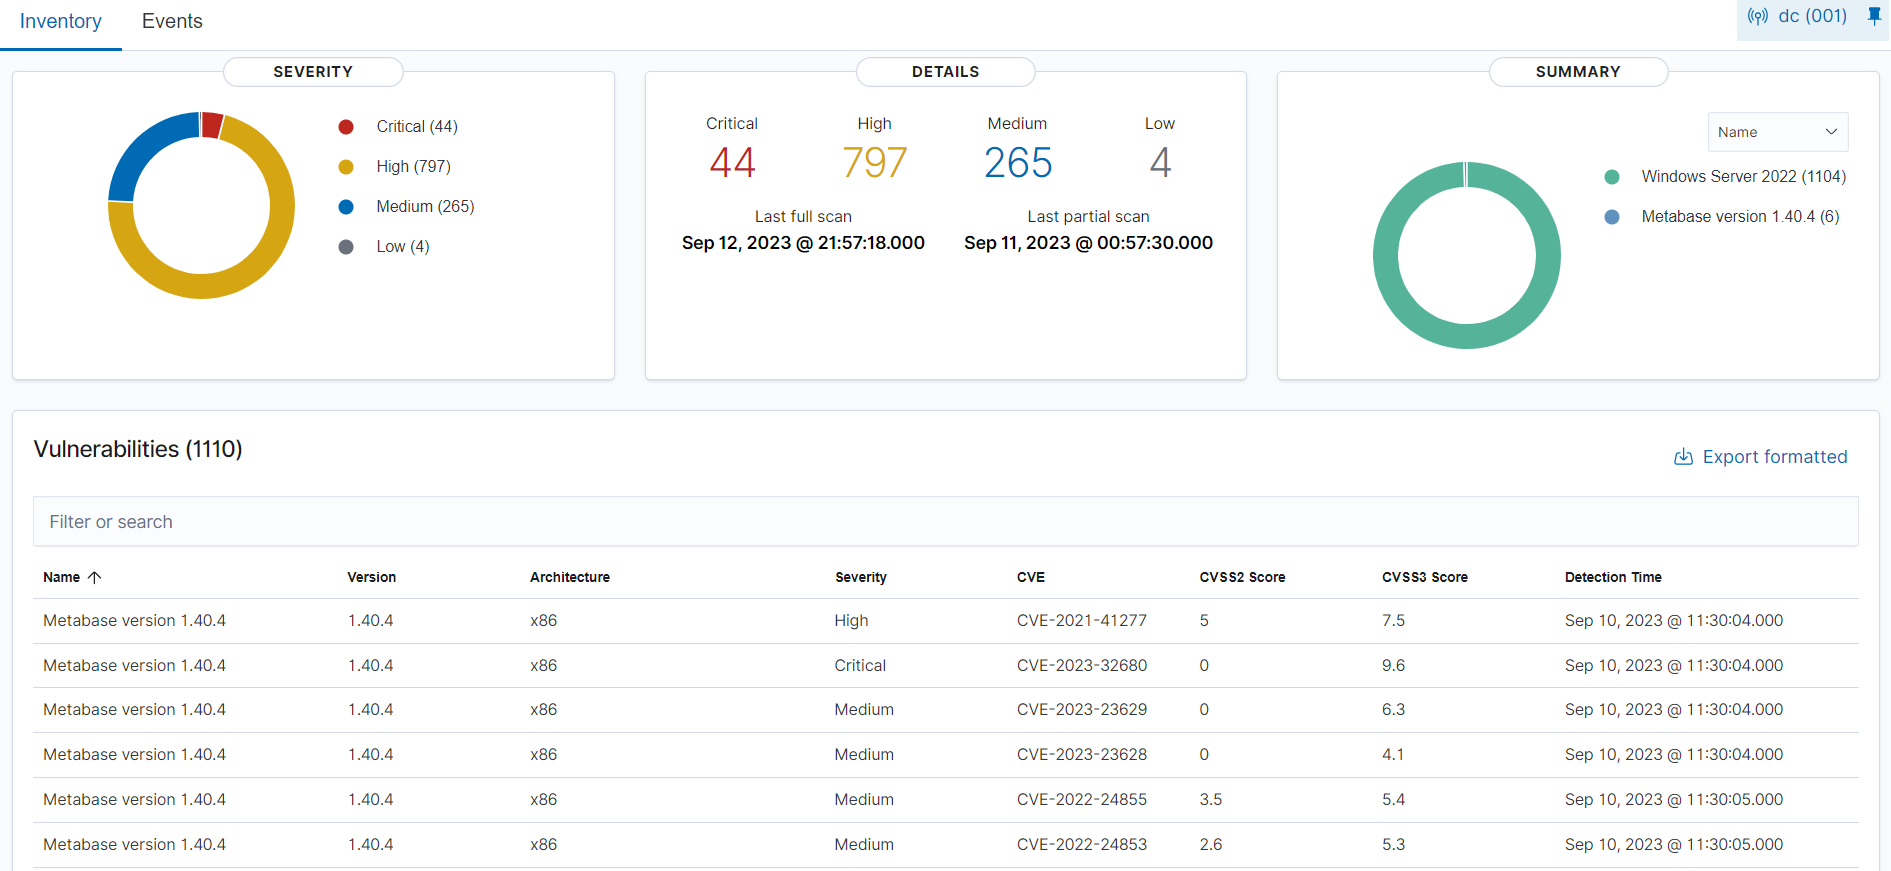 Inventory Events dc (001)
SEVERITY
Critical (44)
High (797)
Medium (265)
Low (4)
DETAILS
Critical High Medium Low
44 797 265 4
Last full scan Last partial scan
Sep 12, 2023 @ 21:57:18.000 Sep 11, 2023 @ 00:57:30.000
SUMMARY
Name
Windows Server 2022 (1104)
Metabase version 1.40.4 (6)
Vulnerabilities (1110)
Export formatted
Filter or search
Name Version Architecture Severity CVE CVSS2 Score CVSS3 Score Detection Time
Metabase version 1.40.4 1.40.4 x86 High CVE-2021-41277 5 7.5 Sep 10, 2023 @ 11:30:04.000
Metabase version 1.40.4 1.40.4 x86 Critical CVE-2023-32680 0 9.6 Sep 10, 2023 @ 11:30:04.000
Metabase version 1.40.4 1.40.4 x86 Medium CVE-2023-23629 0 6.3 Sep 10, 2023 @ 11:30:04.000
Metabase version 1.40.4 1.40.4 x86 Medium CVE-2023-23628 0 4.1 Sep 10, 2023 @ 11:30:04.000
Metabase version 1.40.4 1.40.4 x86 Medium CVE-2022-24855 3.5 5.4 Sep 10, 2023 @ 11:30:05.000
Metabase version 1.40.4 1.40.4 x86 Medium CVE-2022-24853 2.6 5.3 Sep 10, 2023 @ 11:30:05.000